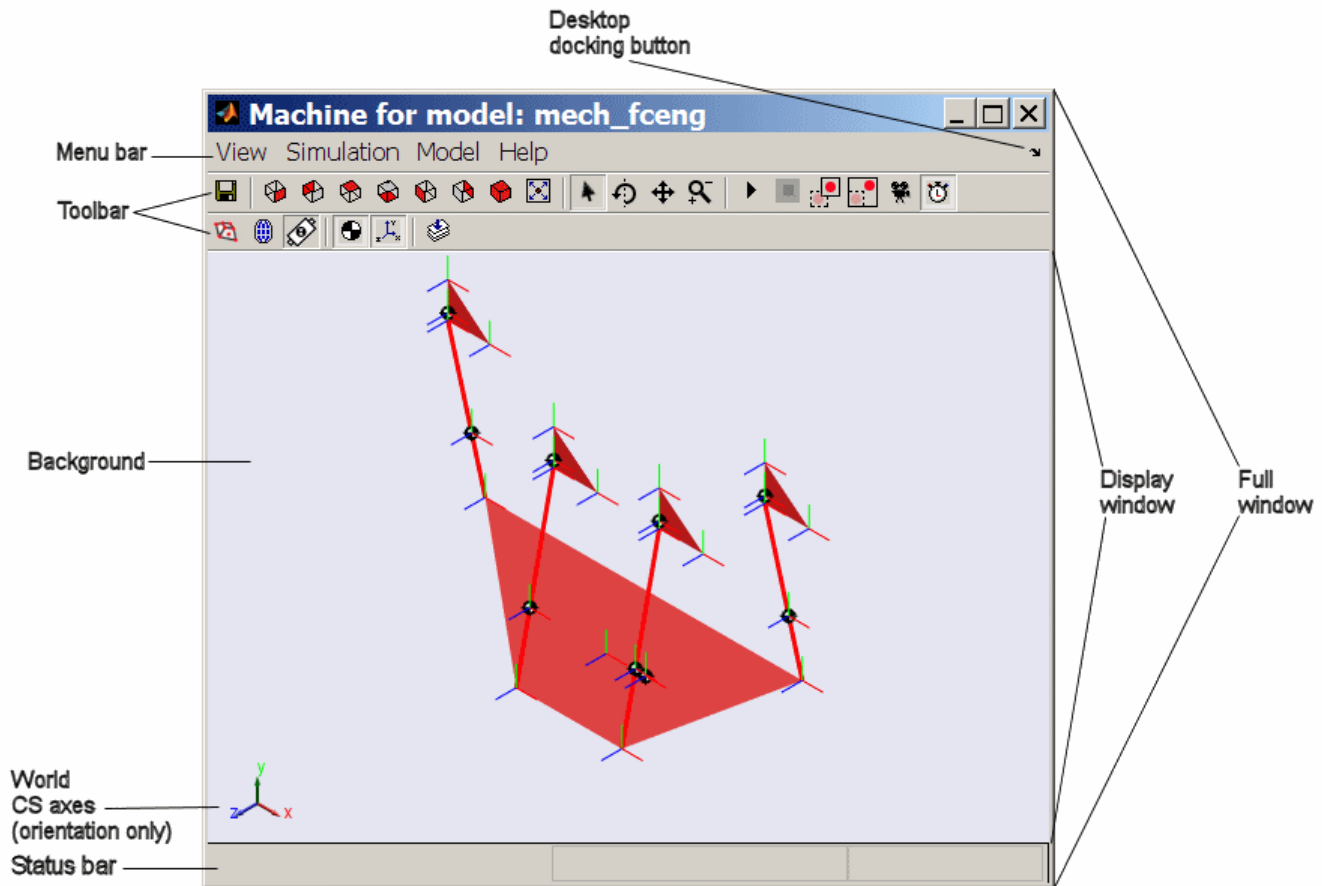 Desktop
docking button
Machine for model: mech_fceng
Menu bar
View Simulation Model Help
Toolbar
Background
Display
window
Full
window
World
CS axes
(orientation only)
y
z
x
Status bar